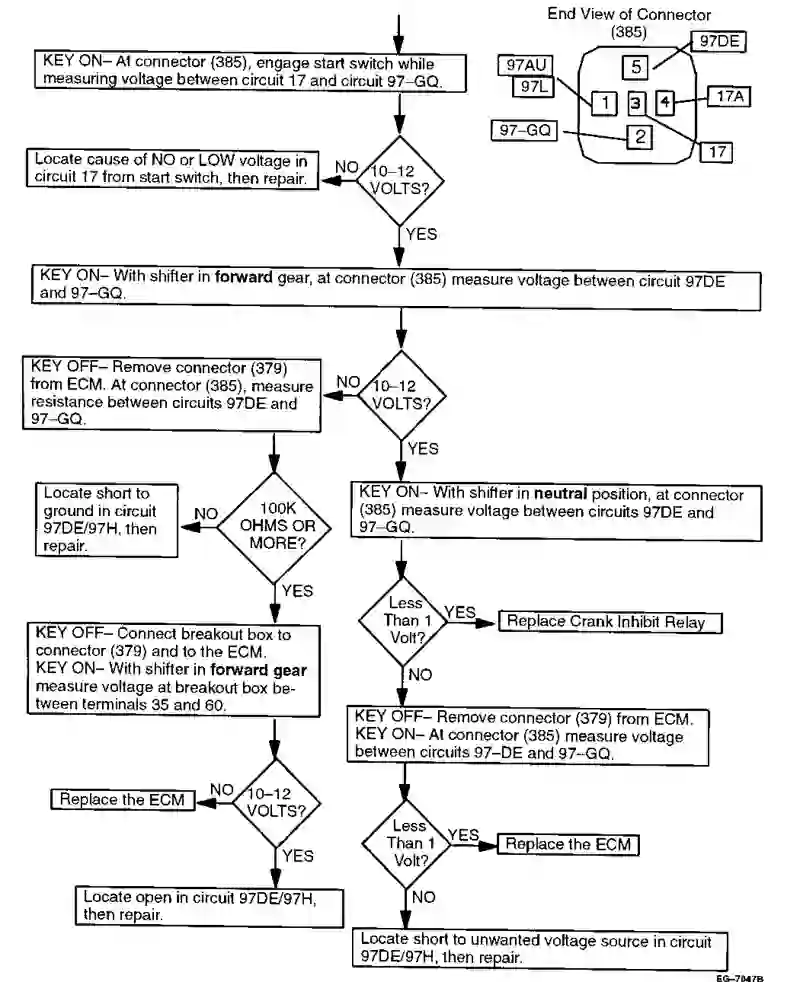 End View of Connector
(385)
97DE
97AU
97L
17A
97–GQ
17
5
1
3
4
2
KEY ON– At connector (385), engage start switch while
measuring voltage between circuit 17 and circuit 97–GQ.
Locate cause of NO or LOW voltage in
circuit 17 from start switch, then repair.
NO
10–12
VOLTS?
YES
KEY ON– With shifter in forward gear, at connector (385) measure voltage between circuit 97DE
and 97–GQ.
KEY OFF– Remove connector (379)
from ECM. At connector (385), measure
resistance between circuits 97DE and
97–GQ.
NO
10–12
VOLTS?
YES
Locate short to
ground in circuit
97DE/97H, then
repair.
NO
100K
OHMS OR
MORE?
YES
KEY ON– With shifter in neutral position, at connector
(385) measure voltage between circuits 97DE and
97–GQ.
Less
Than 1
Volt?
YES
Replace Crank Inhibit Relay
NO
KEY OFF– Connect breakout box to
connector (379) and to the ECM.
KEY ON– With shifter in forward gear
measure voltage at breakout box be-
tween terminals 35 and 60.
KEY OFF– Remove connector (379) from ECM.
KEY ON– At connector (385) measure voltage
between circuits 97–DE and 97–GQ.
Replace the ECM
NO
10–12
VOLTS?
YES
Less
Than 1
Volt?
YES
Replace the ECM
NO
Locate open in circuit 97DE/97H,
then repair.
Locate short to unwanted voltage source in circuit
97DE/97H, then repair.
EG–7047B